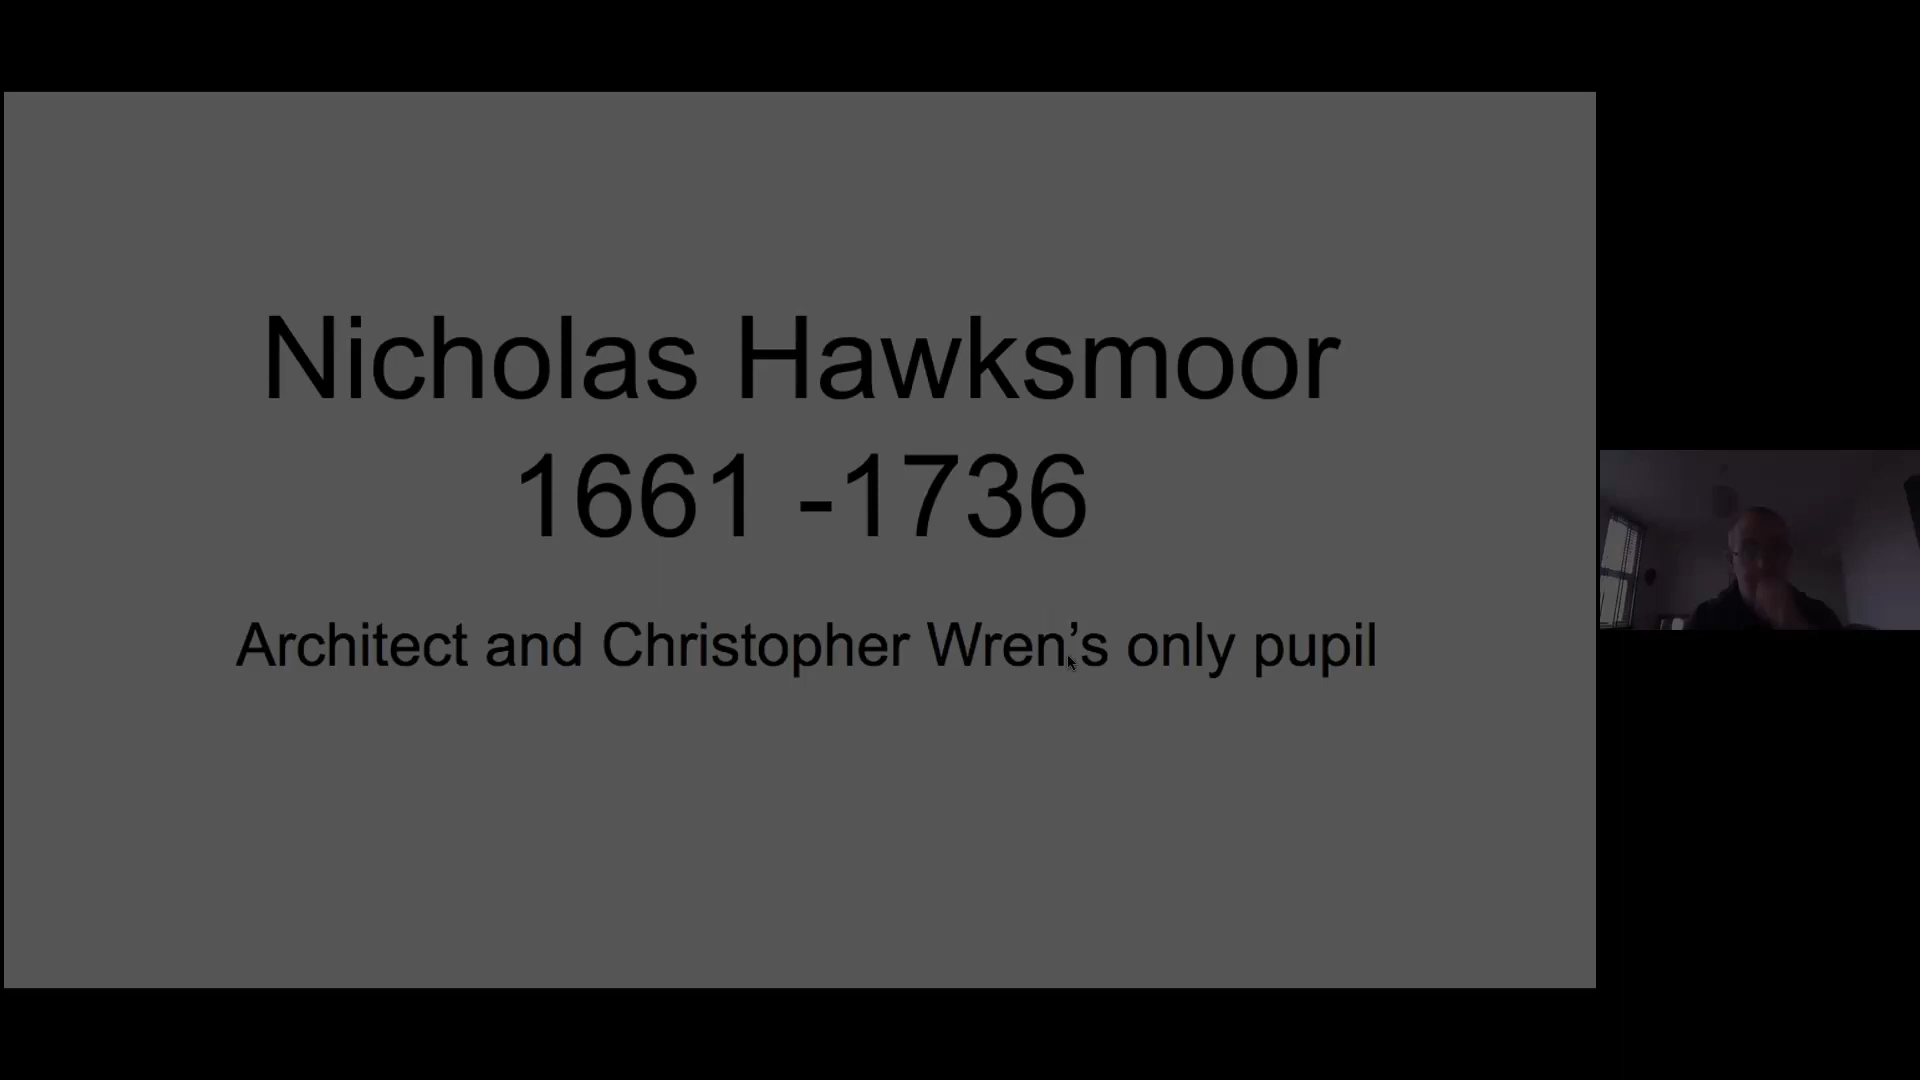 Nicholas Hawksmoor
1661 -1736
Architect and Christopher Wren’s only pupil